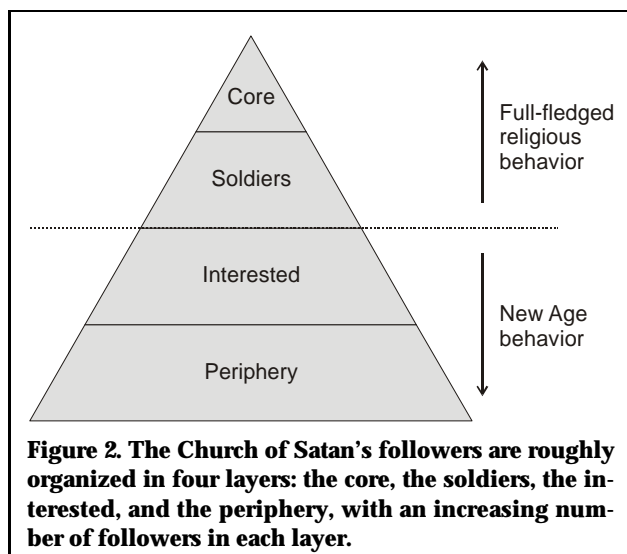 Core
Full-fledged
religious
behavior
Soldiers
Interested
New Age
behavior
Periphery
Figure 2. The Church of Satan’s followers are roughly
organized in four layers: the core, the soldiers, the in-
terested, and the periphery, with an increasing num-
ber of followers in each layer.